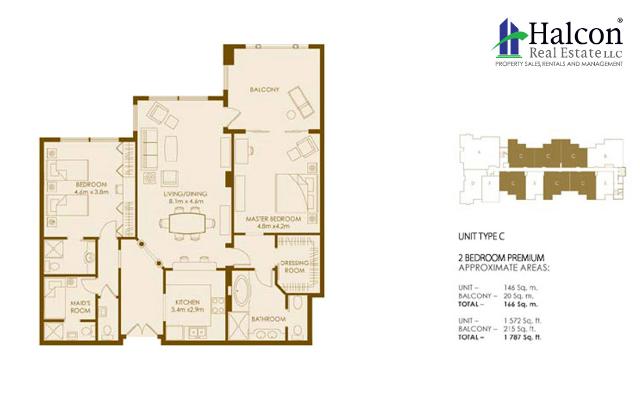 Halcon®
Real Estate LLC
PROPERTY SALES, RENTALS AND MANAGEMENT
BALCONY
BEDROOM
4.6m x 3.8m
LIVING/DINING
8.1m x 4.6m
MASTER BEDROOM
4.8m x4.2m
DRESSING
ROOM
MAID'S
ROOM
KITCHEN
3.4m x2.9m
BATHROOM
C C C
C C C
UNIT TYPE C
2 BEDROOM PREMIUM
APPROXIMATE AREAS:
UNIT – 146 Sq. m.
BALCONY – 20 Sq. m.
TOTAL – 166 Sq. m.
UNIT – 1 572 Sq. ft.
BALCONY – 215 Sq. ft.
TOTAL – 1 787 Sq. ft.